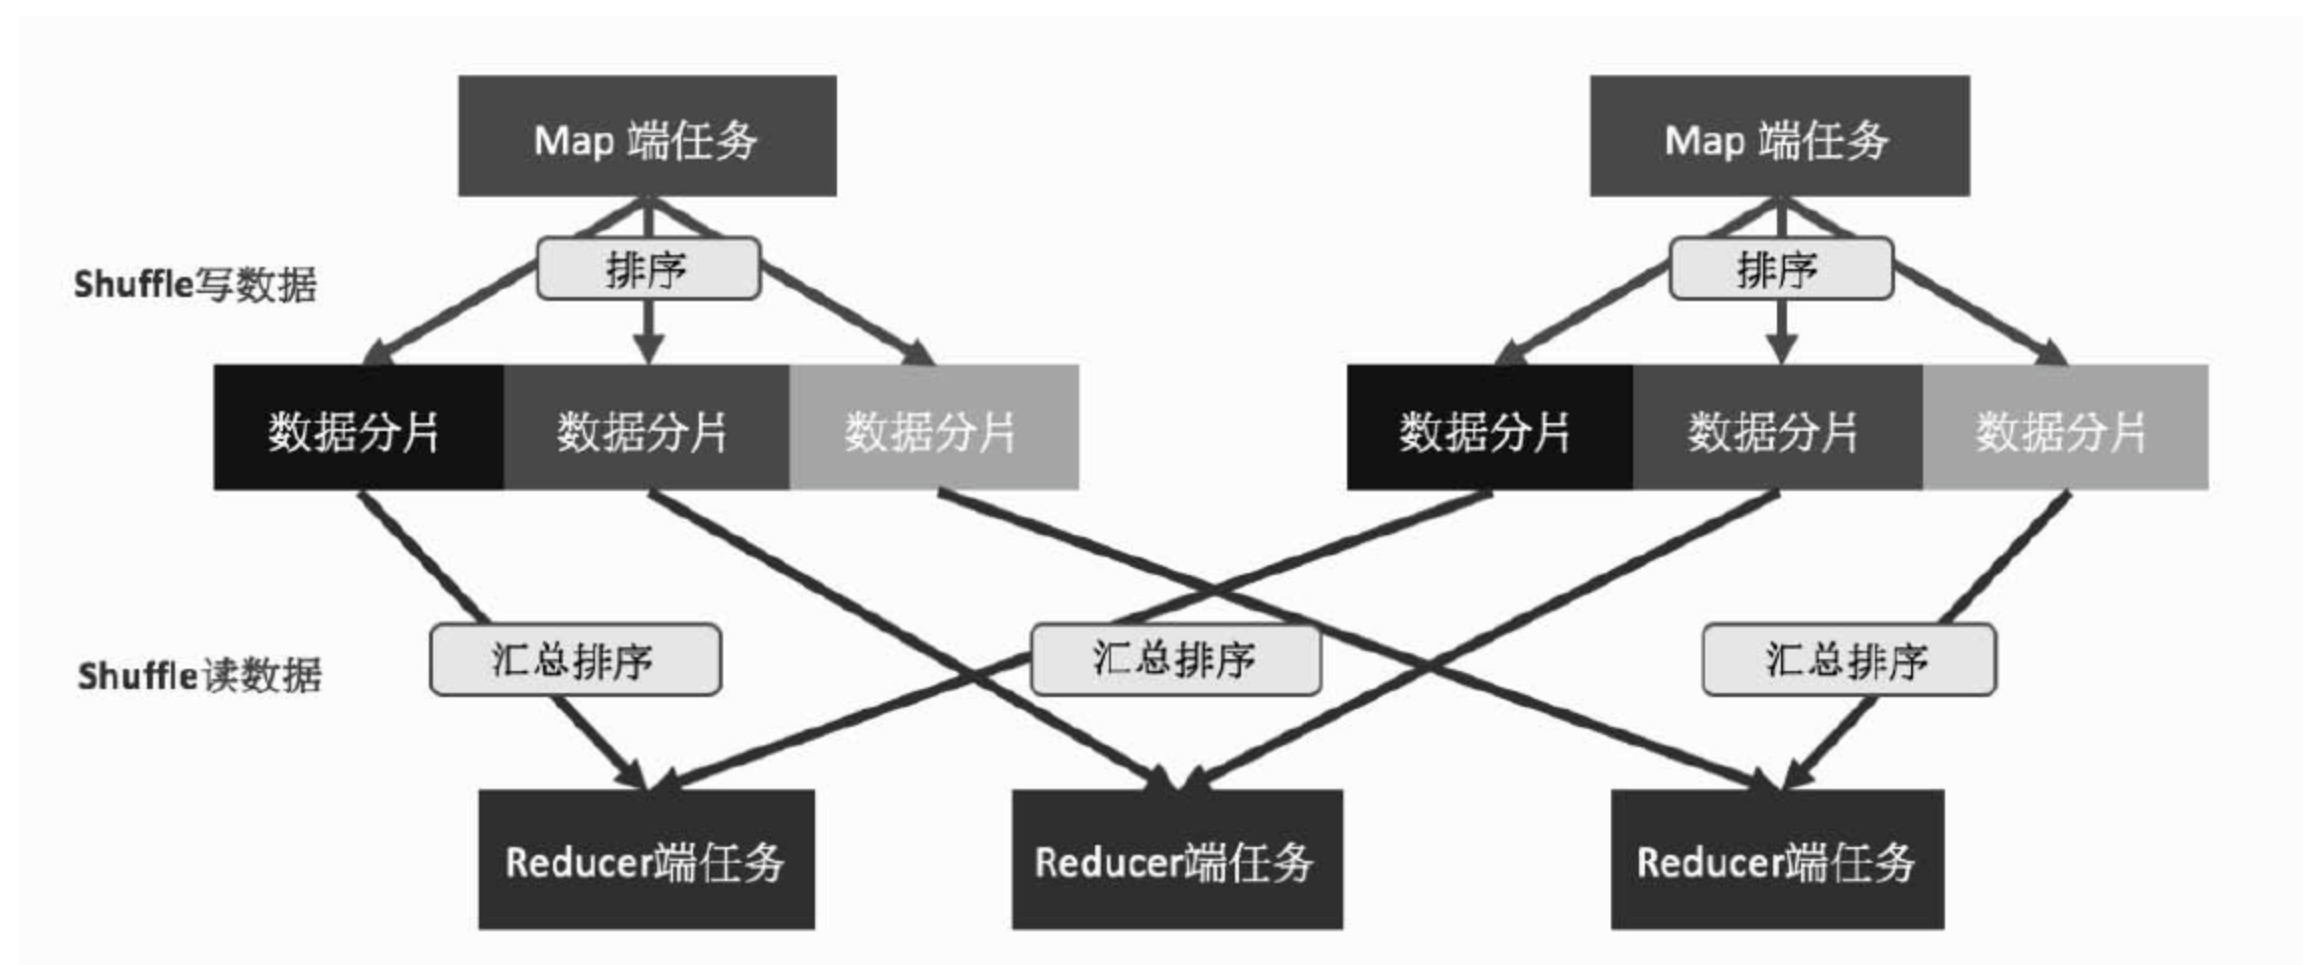 Map 端任务
Map 端任务
Shuffle写数据
排序
排序
数据分片
数据分片
数据分片
数据分片
数据分片
数据分片
Shuffle读数据
汇总排序
汇总排序
汇总排序
Reducer端任务
Reducer端任务
Reducer端任务